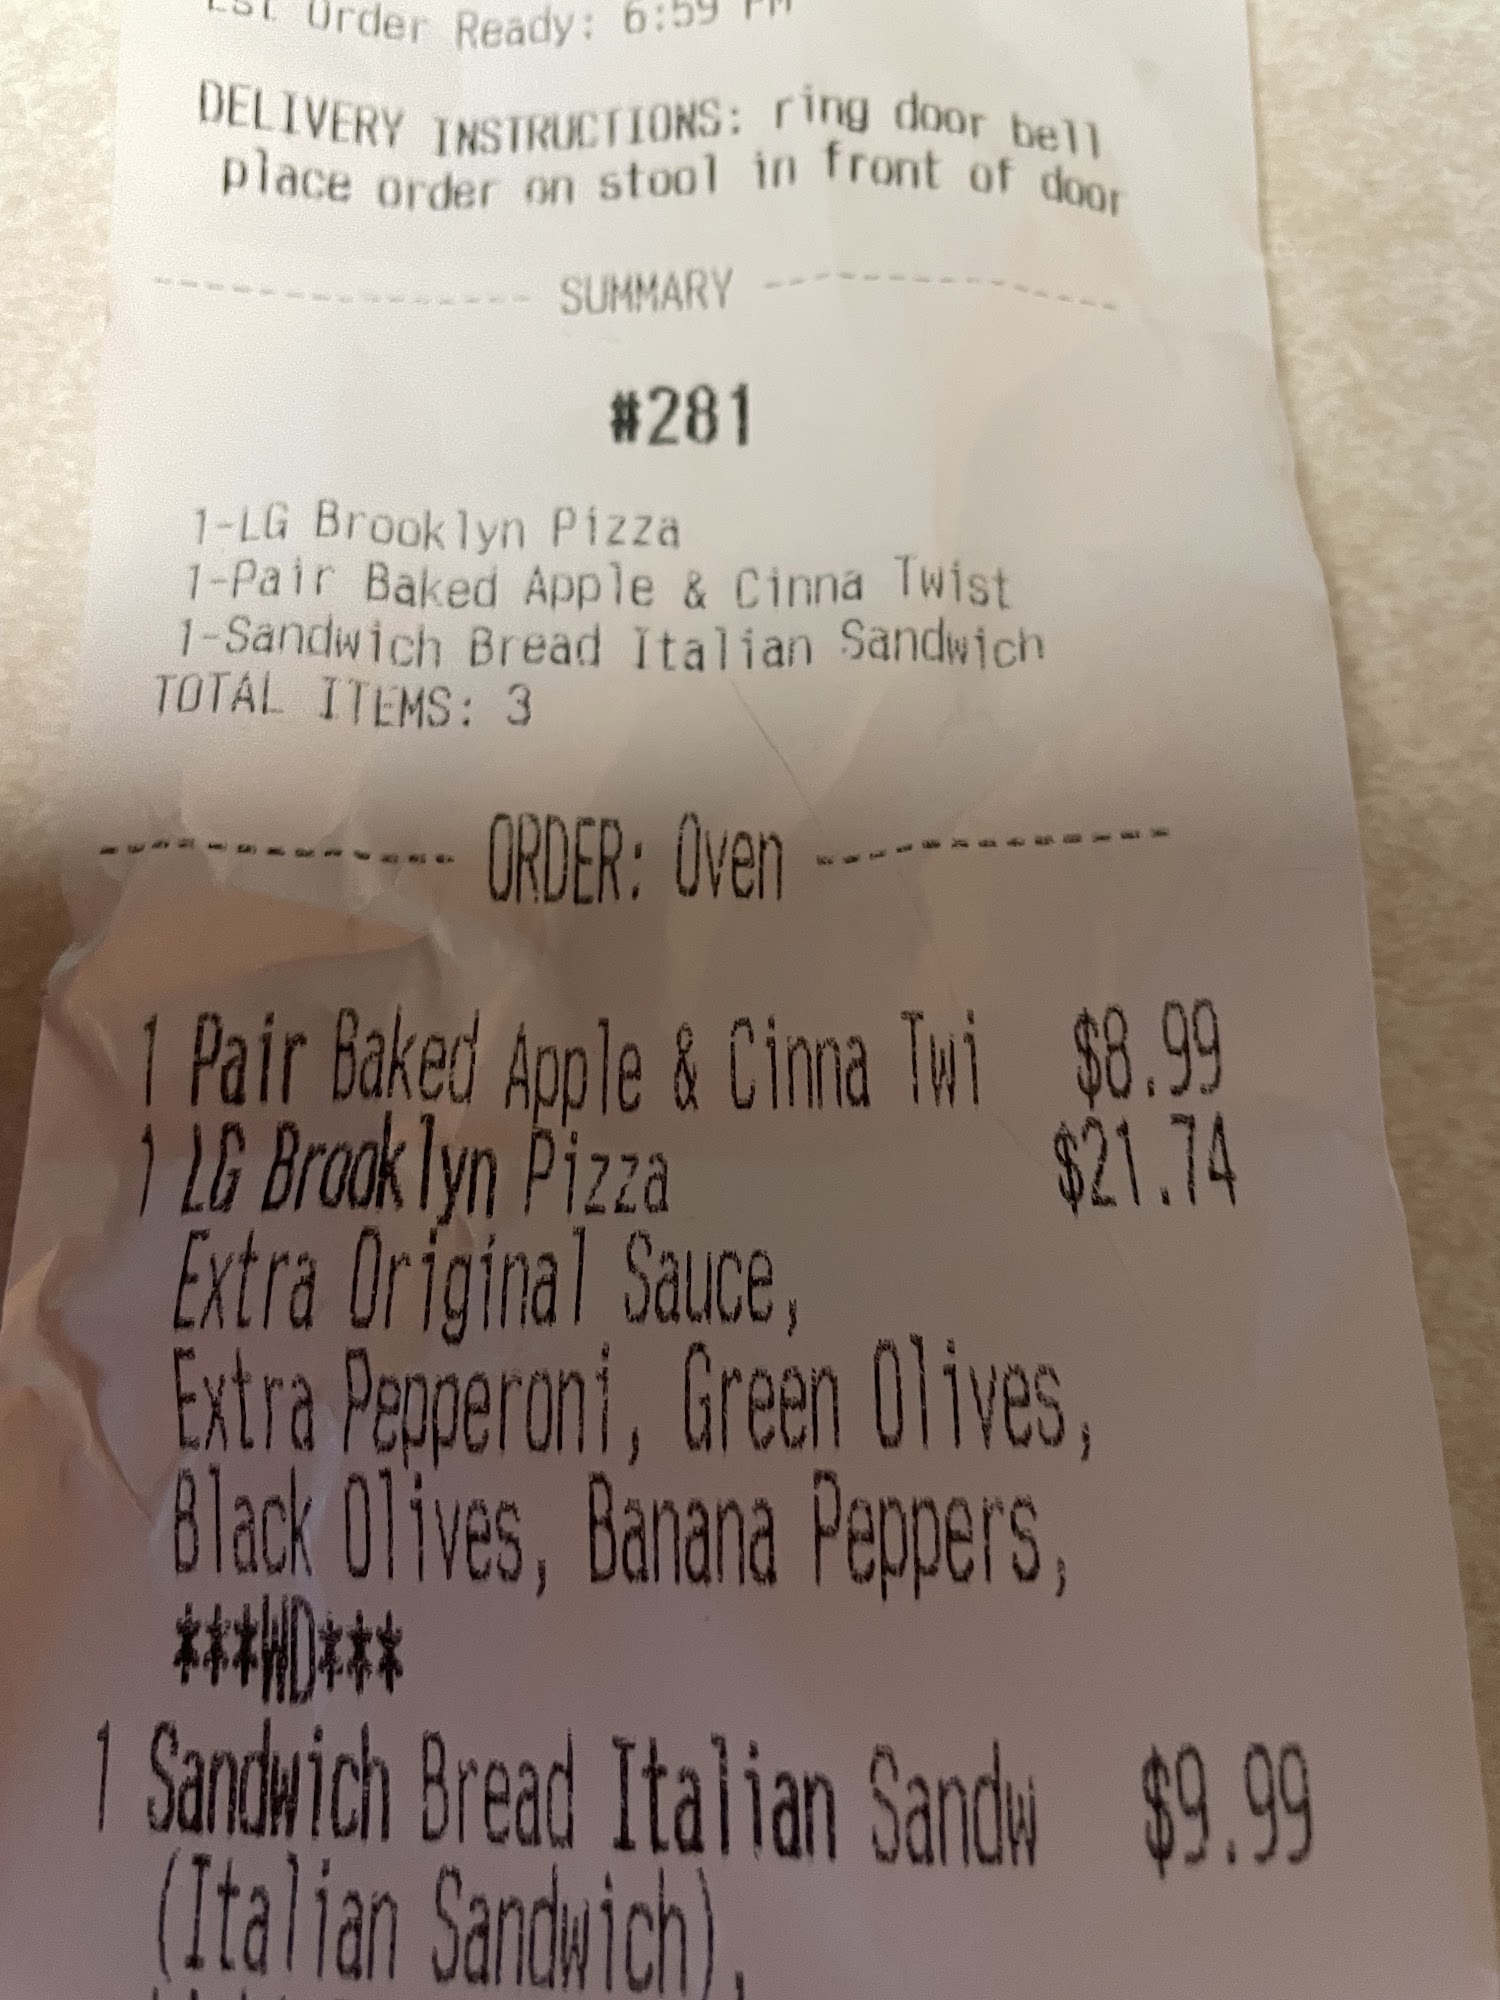 Est Order Ready: 6:59 PM
DELIVERY INSTRUCTIONS: ring door bell
place order on stool in front of door
SUMMARY
#281
1-LG Brooklyn Pizza
1-Pair Baked Apple & Cinna Twist
1-Sandwich Bread Italian Sandwich
TOTAL ITEMS: 3
ORDER: Oven
1 Pair Baked Apple & Cinna Twi $8.99
1 LG Brooklyn Pizza $21.74
Extra Original Sauce,
Extra Pepperoni, Green Olives,
Black Olives, Banana Peppers,
***WD***
1 Sandwich Bread Italian Sandw $9.99
(Italian Sandwich),